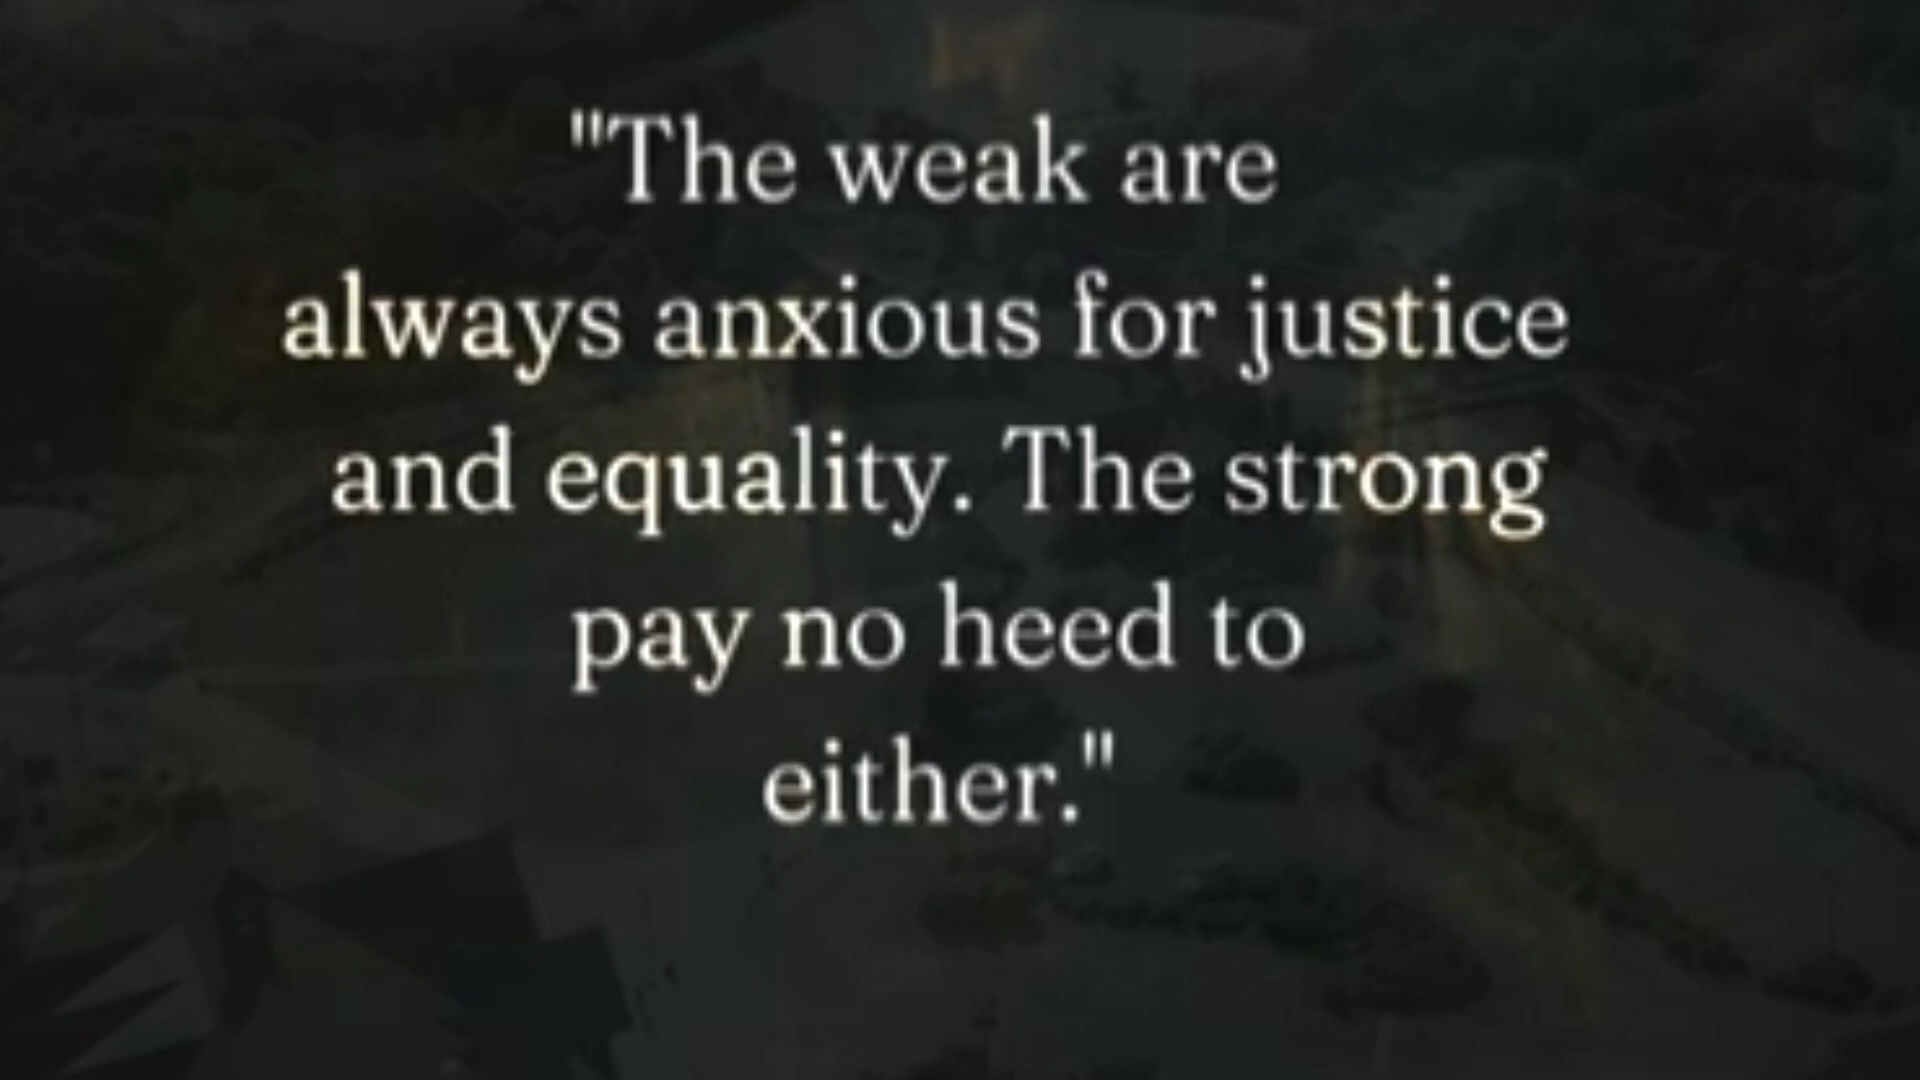 "The weak are
always anxious for justice
and equality. The strong
pay no heed to
either."